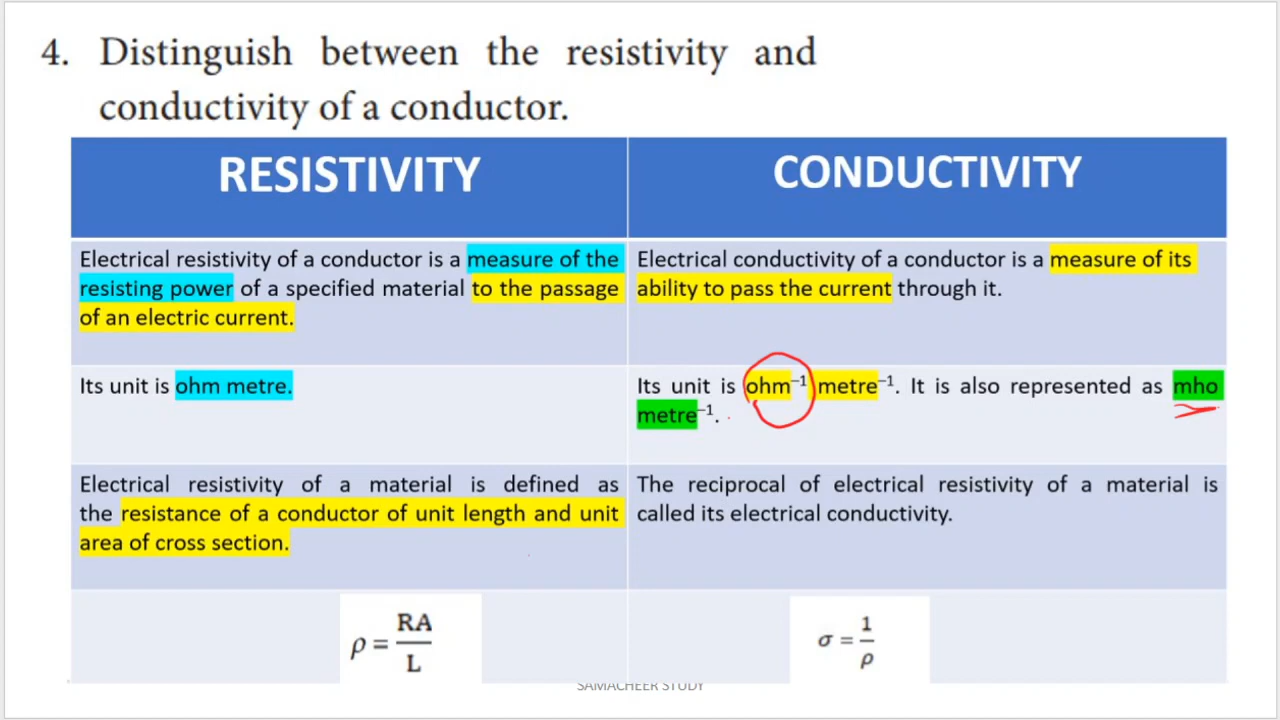 4. Distinguish between the resistivity and
conductivity of a conductor.
RESISTIVITY
CONDUCTIVITY
Electrical resistivity of a conductor is a measure of the
resisting power of a specified material to the passage
of an electric current.
Electrical conductivity of a conductor is a measure of its
ability to pass the current through it.
Its unit is ohm metre.
Its unit is ohm⁻¹ metre⁻¹. It is also represented as mho
metre⁻¹.
Electrical resistivity of a material is defined as
the resistance of a conductor of unit length and unit
area of cross section.
The reciprocal of electrical resistivity of a material is
called its electrical conductivity.
ρ = RA/L
σ = 1/ρ
SAMACHEER STUDY